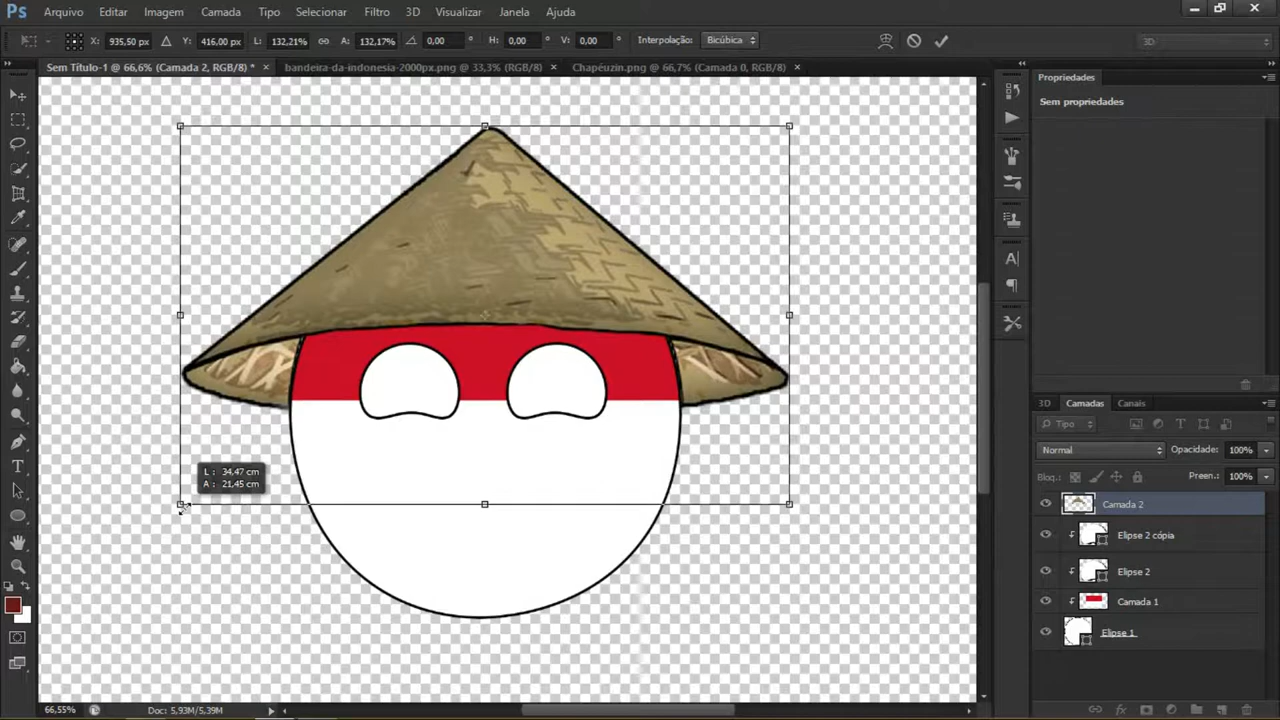 Ps Arquivo Editar Imagem Camada Tipo Selecionar Filtro 3D Visualizar Janela Ajuda
X: 935,50 px Y: 416,00 px L: 132,21% A: 132,17% 0,00 ° H: 0,00 ° V: 0,00 ° Interpolação: Bicúbica 3D
Sem Título-1 @ 66,6% (Camada 2, RGB/8) * × bandeira-da-indonesia-2000px.png @ 33,3% (RGB/8) × Chapéuzin.png @ 66,7% (Camada 0, RGB/8) ×
Propriedades
Sem propriedades
L : 34,47 cm
A : 21,45 cm
3D Camadas Canais
Tipo
Normal Opacidade: 100%
Bloq.: Preen.: 100%
Camada 2
Elipse 2 cópia
Elipse 2
Camada 1
Elipse 1
66,55% Doc: 5,93M/5,39M